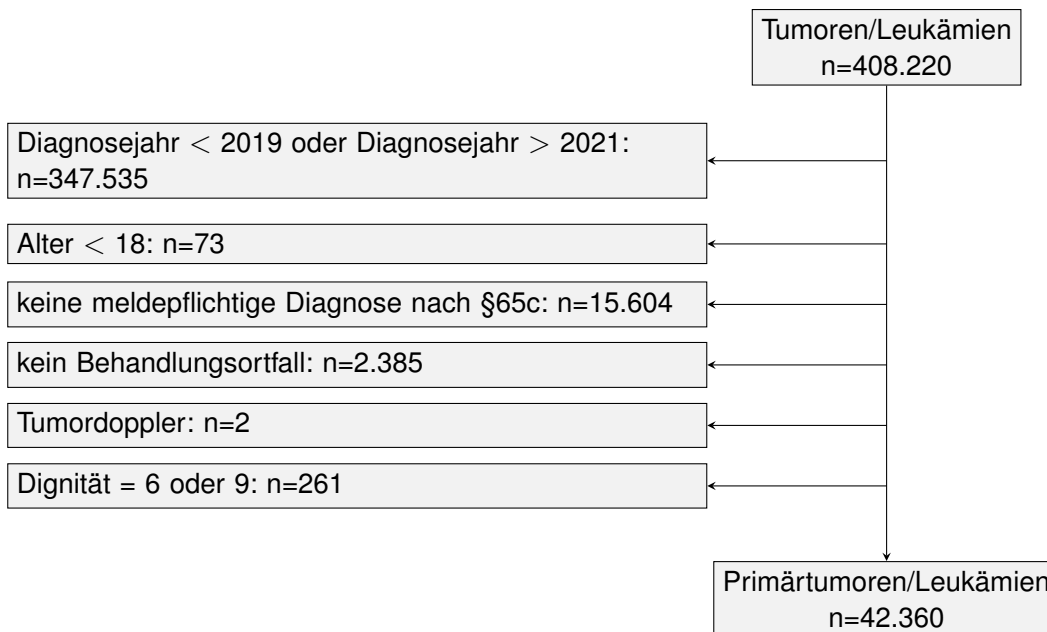 Tumoren/Leukämien
n=408.220
Diagnosejahr < 2019 oder Diagnosejahr > 2021:
n=347.535
Alter < 18: n=73
keine meldepflichtige Diagnose nach §65c: n=15.604
kein Behandlungsortfall: n=2.385
Tumordoppler: n=2
Dignität = 6 oder 9: n=261
Primärtumoren/Leukämien
n=42.360